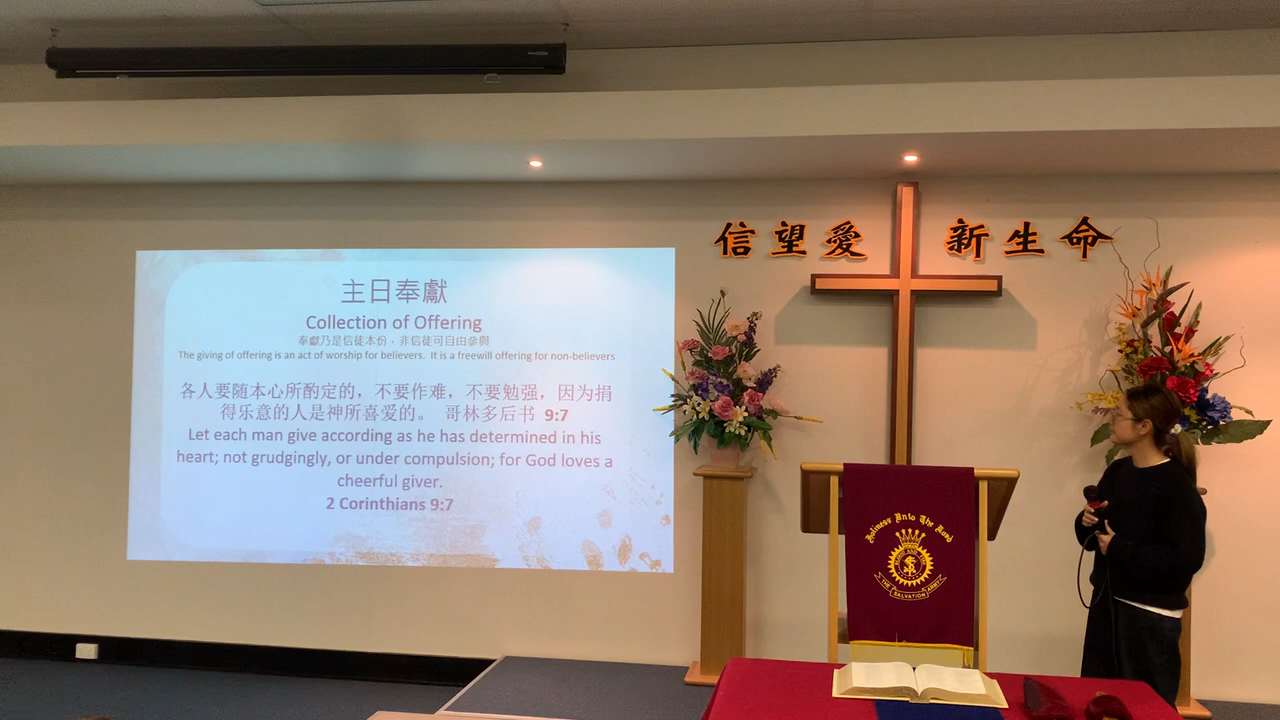 信望愛 新生命
主日奉獻
Collection of Offering
奉獻乃是信徒本份，非信徒可自由參與
The giving of offering is an act of worship for believers. It is a freewill offering for non-believers
各人要随本心所酌定的，不要作难，不要勉强，因为捐
得乐意的人是神所喜爱的。 哥林多后书 9:7
Let each man give according as he has determined in his
heart; not grudgingly, or under compulsion; for God loves a
cheerful giver.
2 Corinthians 9:7
Holiness Unto The Lord
BLOOD AND FIRE
THE SALVATION ARMY